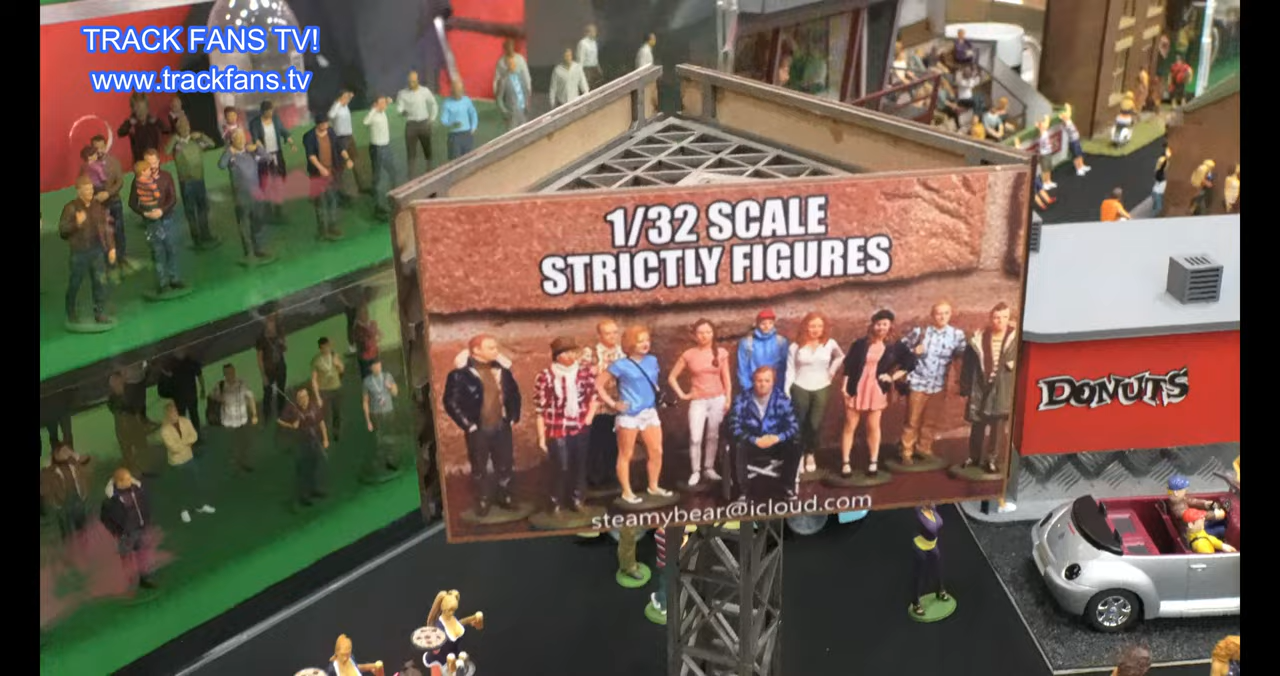 TRACK FANS TV!
www.trackfans.tv
1/32 SCALE
STRICTLY FIGURES
steamybear@icloud.com
DONUTS